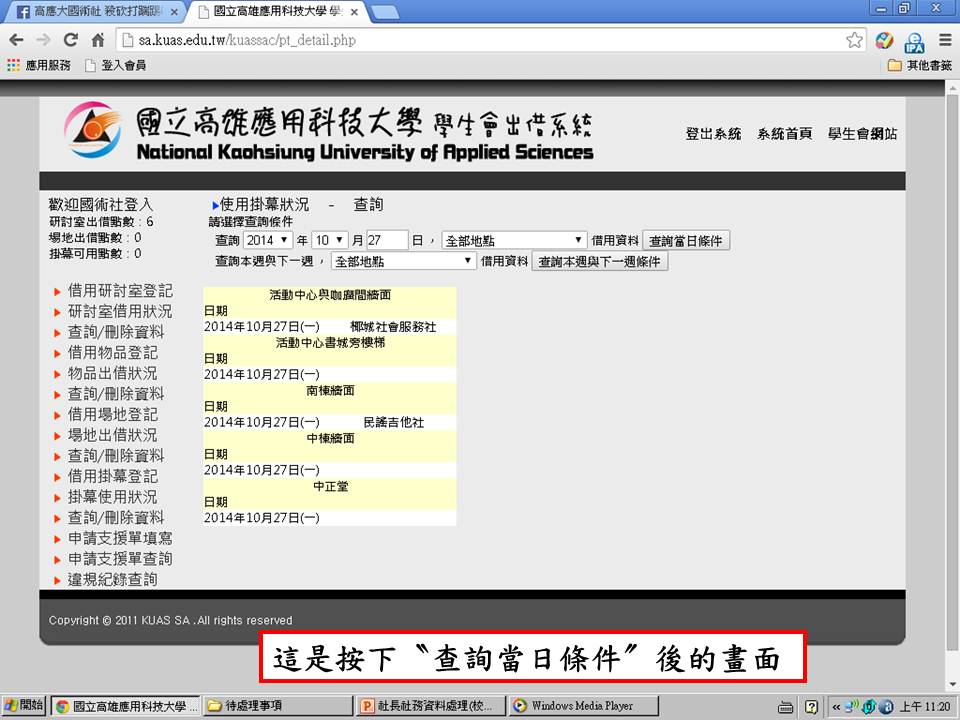 高應大國術社 殺砍打踢跟
國立高雄應用科技大學 學
sa.kuas.edu.tw/kuassac/pt_detail.php
應用服務 登入會員 其他書籤
國立高雄應用科技大學 學生會出借系統
National Kaohsiung University of Applied Sciences
登出系統 系統首頁 學生會網站
歡迎國術社登入
研討室出借點數：6
場地出借點數：0
掛幕可用點數：0
借用研討室登記
研討室借用狀況
查詢/刪除資料
借用物品登記
物品出借狀況
查詢/刪除資料
借用場地登記
場地出借狀況
查詢/刪除資料
借用掛幕登記
掛幕使用狀況
查詢/刪除資料
申請支援單填寫
申請支援單查詢
違規紀錄查詢
使用掛幕狀況 - 查詢
請選擇查詢條件
查詢 2014 年 10 月 27 日， 全部地點 借用資料 查詢當日條件
查詢本週與下一週， 全部地點 借用資料 查詢本週與下一週條件
活動中心與咖廣間牆面
日期
2014年10月27日(一) 椰城社會服務社
活動中心書城旁樓梯
日期
2014年10月27日(一)
南棟牆面
日期
2014年10月27日(一) 民謠吉他社
中棟牆面
日期
2014年10月27日(一)
中正堂
日期
2014年10月27日(一)
Copyright © 2011 KUAS SA .All rights reserved
這是按下〝查詢當日條件〞後的畫面
開始 國立高雄應用科技大學 ... 待處理事項 社長社務資料處理(校... Windows Media Player 上午 11:20